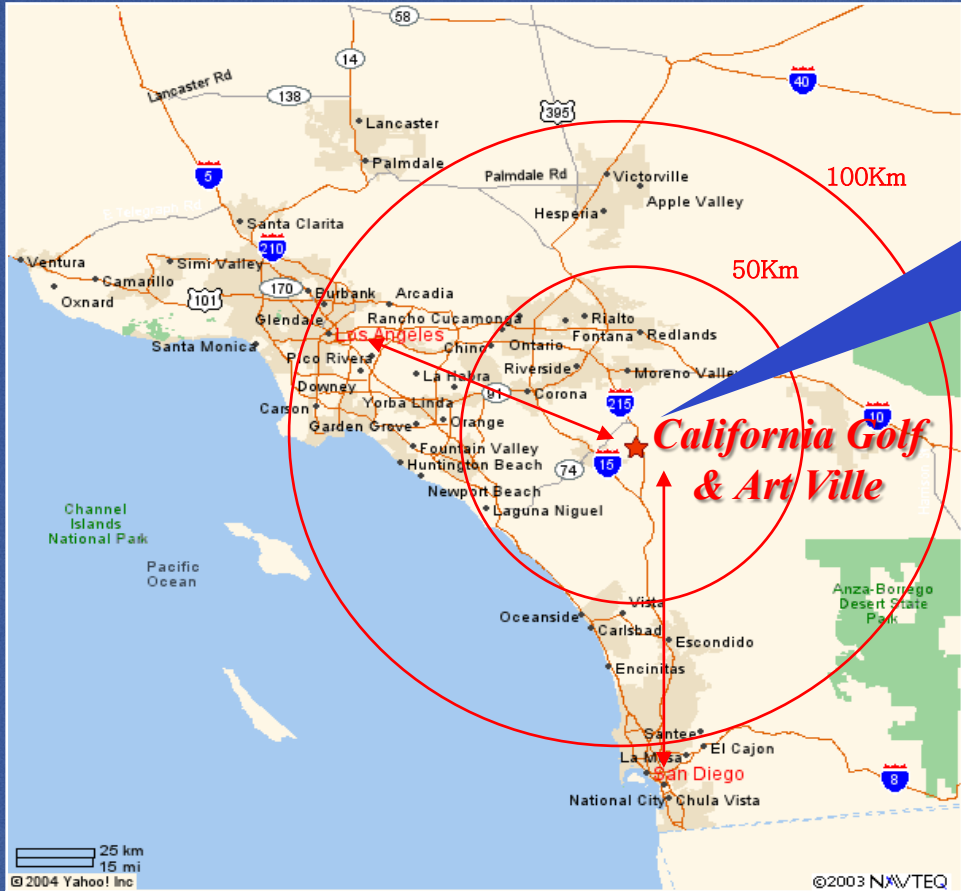 58
14
Lancaster Rd
138
395
40
Lancaster
Palmdale
Palmdale Rd
Victorville
100Km
5
Apple Valley
Hesperia
Santa Clarita
210
Ventura
Simi Valley
50Km
Camarillo
170
Burbank
Arcadia
Oxnard
101
Glendale
Rancho Cucamonga
Rialto
Los Angeles
Fontana
Redlands
Santa Monica
Chino
Ontario
Pico Rivera
Riverside
Moreno Valley
Downey
La Habra
91
Corona
215
Carson
Yorba Linda
10
Garden Grove
Orange
California Golf
& Art Ville
Fountain Valley
15
Huntington Beach
74
Newport Beach
Laguna Niguel
Channel
Islands
National Park
Pacific
Ocean
Anza-Borrego
Desert State
Park
Vista
Oceanside
Carlsbad
Escondido
Encinitas
Santee
El Cajon
La Mesa
San Diego
8
National City
Chula Vista
25 km
15 mi
© 2004 Yahoo! Inc
©2003 NAVTEQ